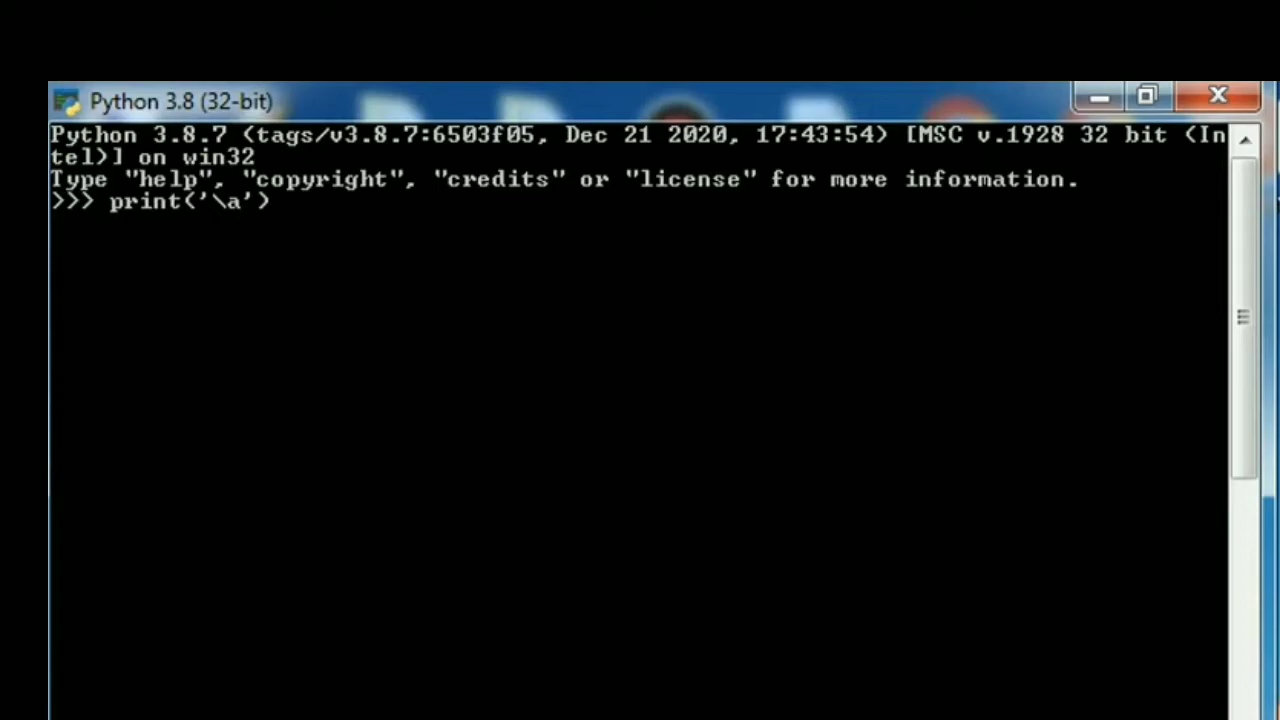 Python 3.8 (32-bit)
Python 3.8.7 (tags/v3.8.7:6503f05, Dec 21 2020, 17:43:54) [MSC v.1928 32 bit (In
tel)] on win32
Type "help", "copyright", "credits" or "license" for more information.
>>> print('\a')